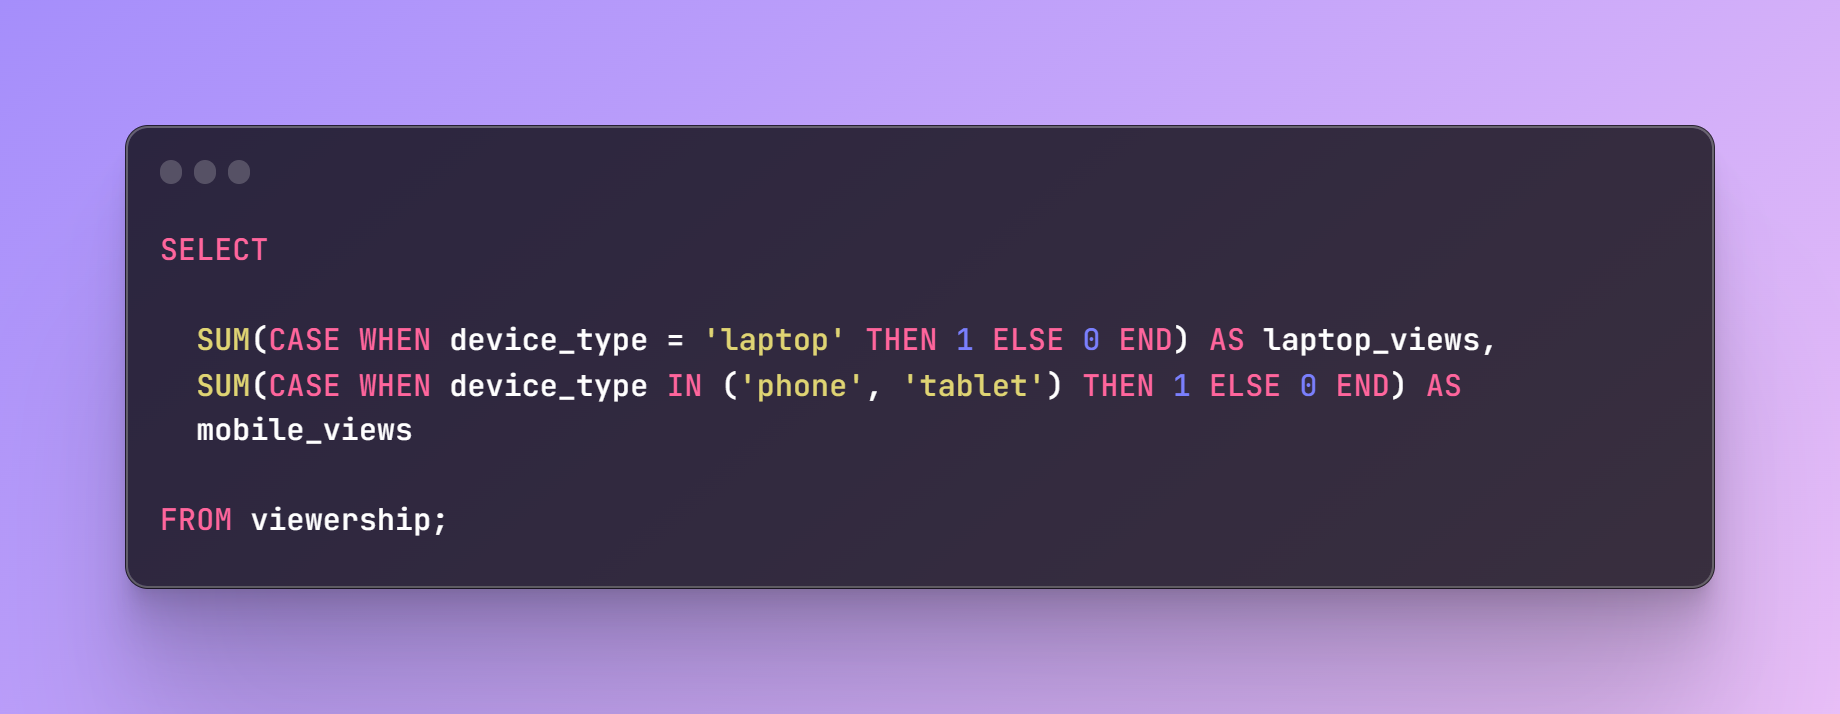 SELECT
SUM(CASE WHEN device_type = 'laptop' THEN 1 ELSE 0 END) AS laptop_views,
SUM(CASE WHEN device_type IN ('phone', 'tablet') THEN 1 ELSE 0 END) AS
mobile_views
FROM viewership;